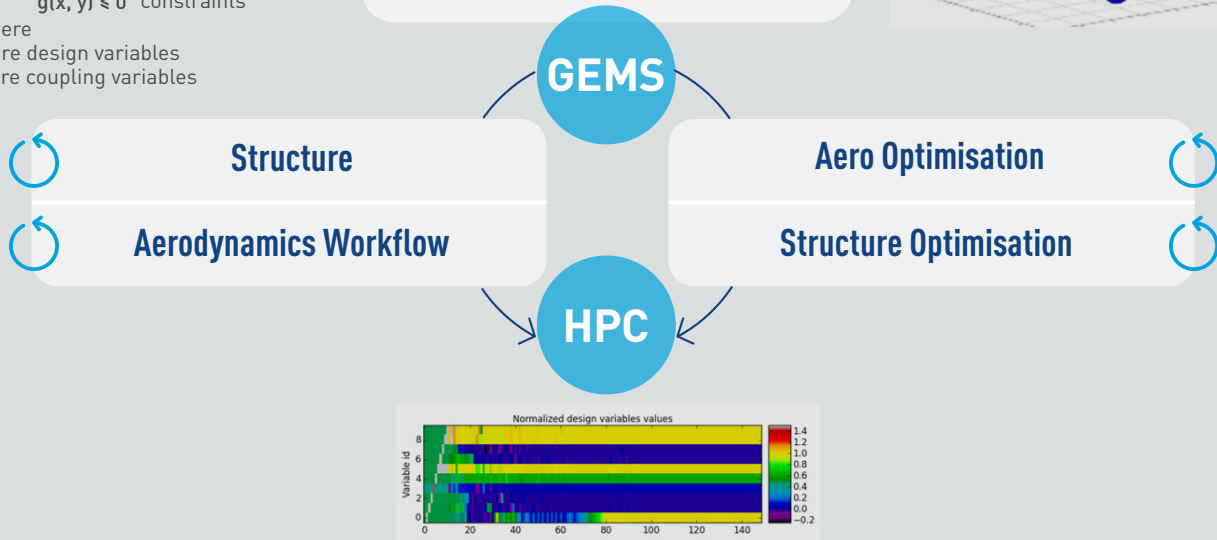 g(x, y) ⩽ 0 constraints
ere
re design variables
re coupling variables
GEMS
Structure
Aero Optimisation
Aerodynamics Workflow
Structure Optimisation
HPC
Normalized design variables values
Variable id
8
6
4
2
0
0 20 40 60 80 100 120 140
1.4
1.2
1.0
0.8
0.6
0.4
0.2
0.0
−0.2